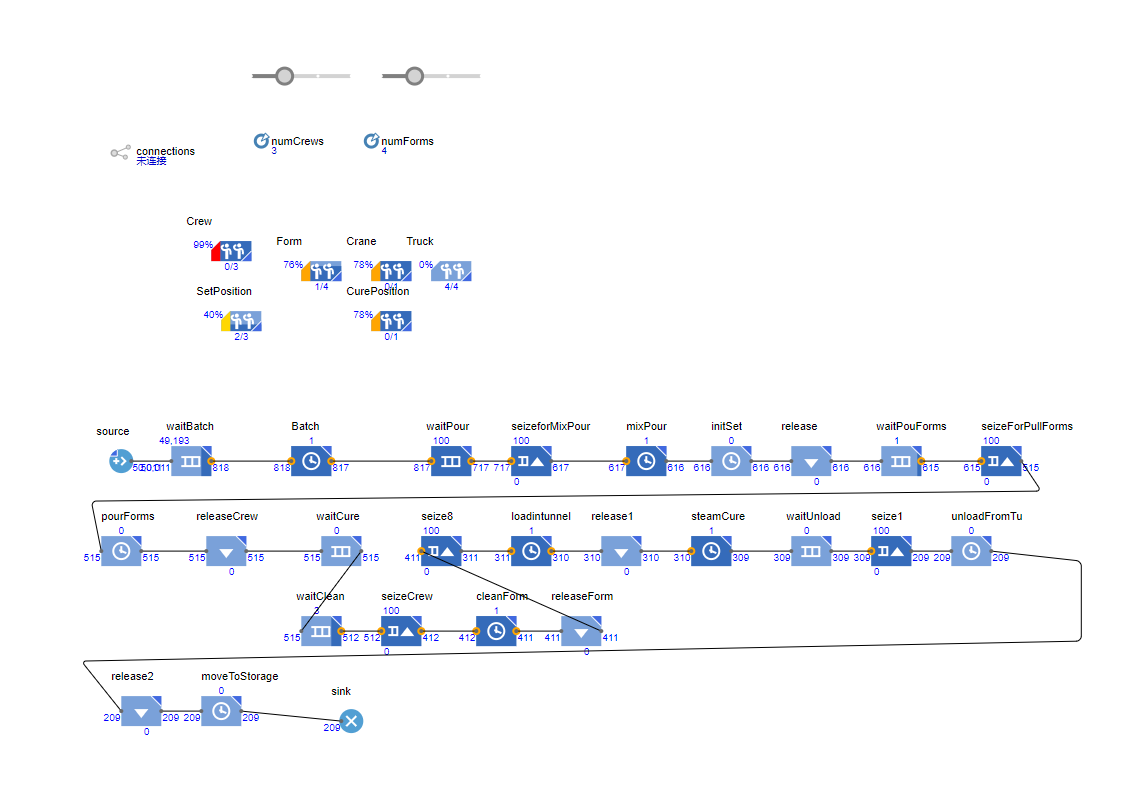 connections
未连接
numCrews
3
numForms
4
Crew
99%
0/3
Form
76%
1/4
Crane
78%
0/1
Truck
0%
4/4
SetPosition
40%
2/3
CurePosition
78%
0/1
source waitBatch Batch waitPour seizeforMixPour mixPour initSet release waitPouForms seizeForPullForms
49,193 1 100 100 1 0 1 100
818 818 817 817 717 717 617 617 616 616 616 616 616 616 615 615 515
0 0 0
pourForms releaseCrew waitCure seize8 loadintunnel release1 steamCure waitUnload seize1 unloadFromTu
0 0 100 1 1 0 100 0
515 515 515 515 515 411 311 311 310 310 310 310 309 309 309 309 209 209 209
0 0 0 0
waitClean seizeCrew cleanForm releaseForm
3 100 1
515 512 512 412 412 411 411 411
0 0
release2 moveToStorage sink
0
209 209 209 209 209
0